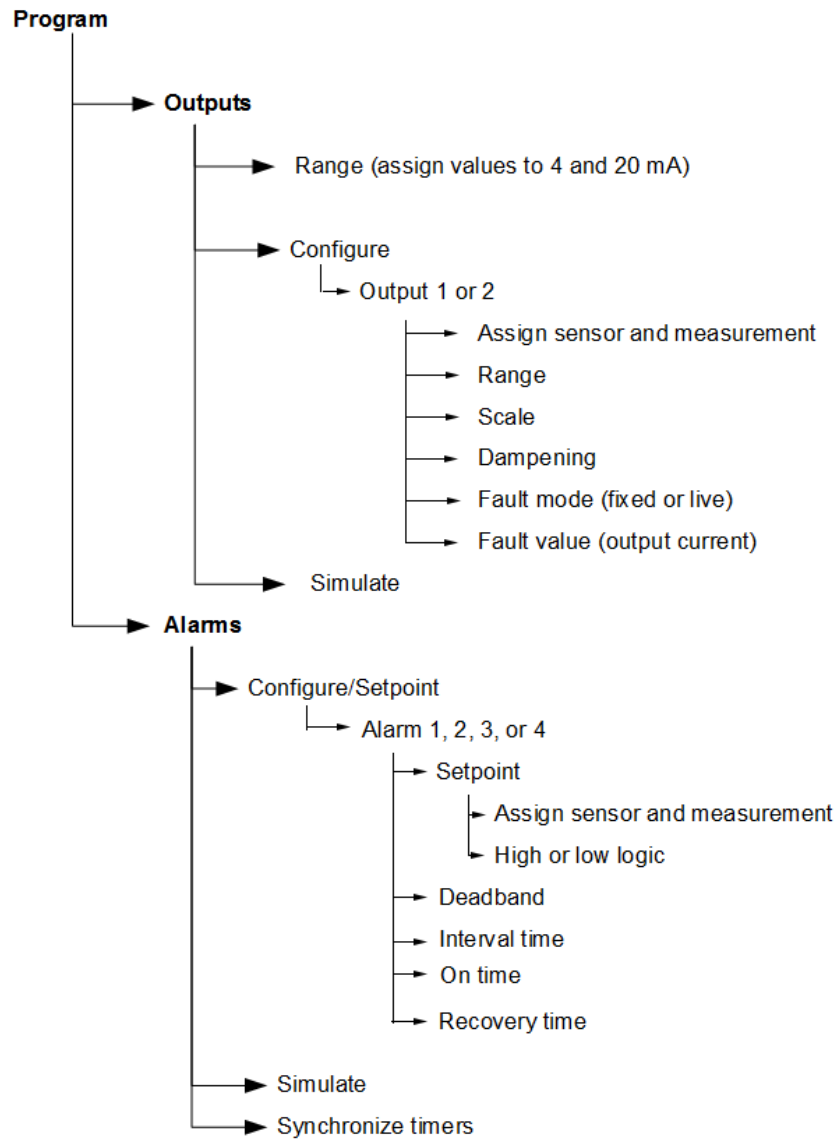 Program
Outputs
Range (assign values to 4 and 20 mA)
Configure
Output 1 or 2
Assign sensor and measurement
Range
Scale
Dampening
Fault mode (fixed or live)
Fault value (output current)
Simulate
Alarms
Configure/Setpoint
Alarm 1, 2, 3, or 4
Setpoint
Assign sensor and measurement
High or low logic
Deadband
Interval time
On time
Recovery time
Simulate
Synchronize timers